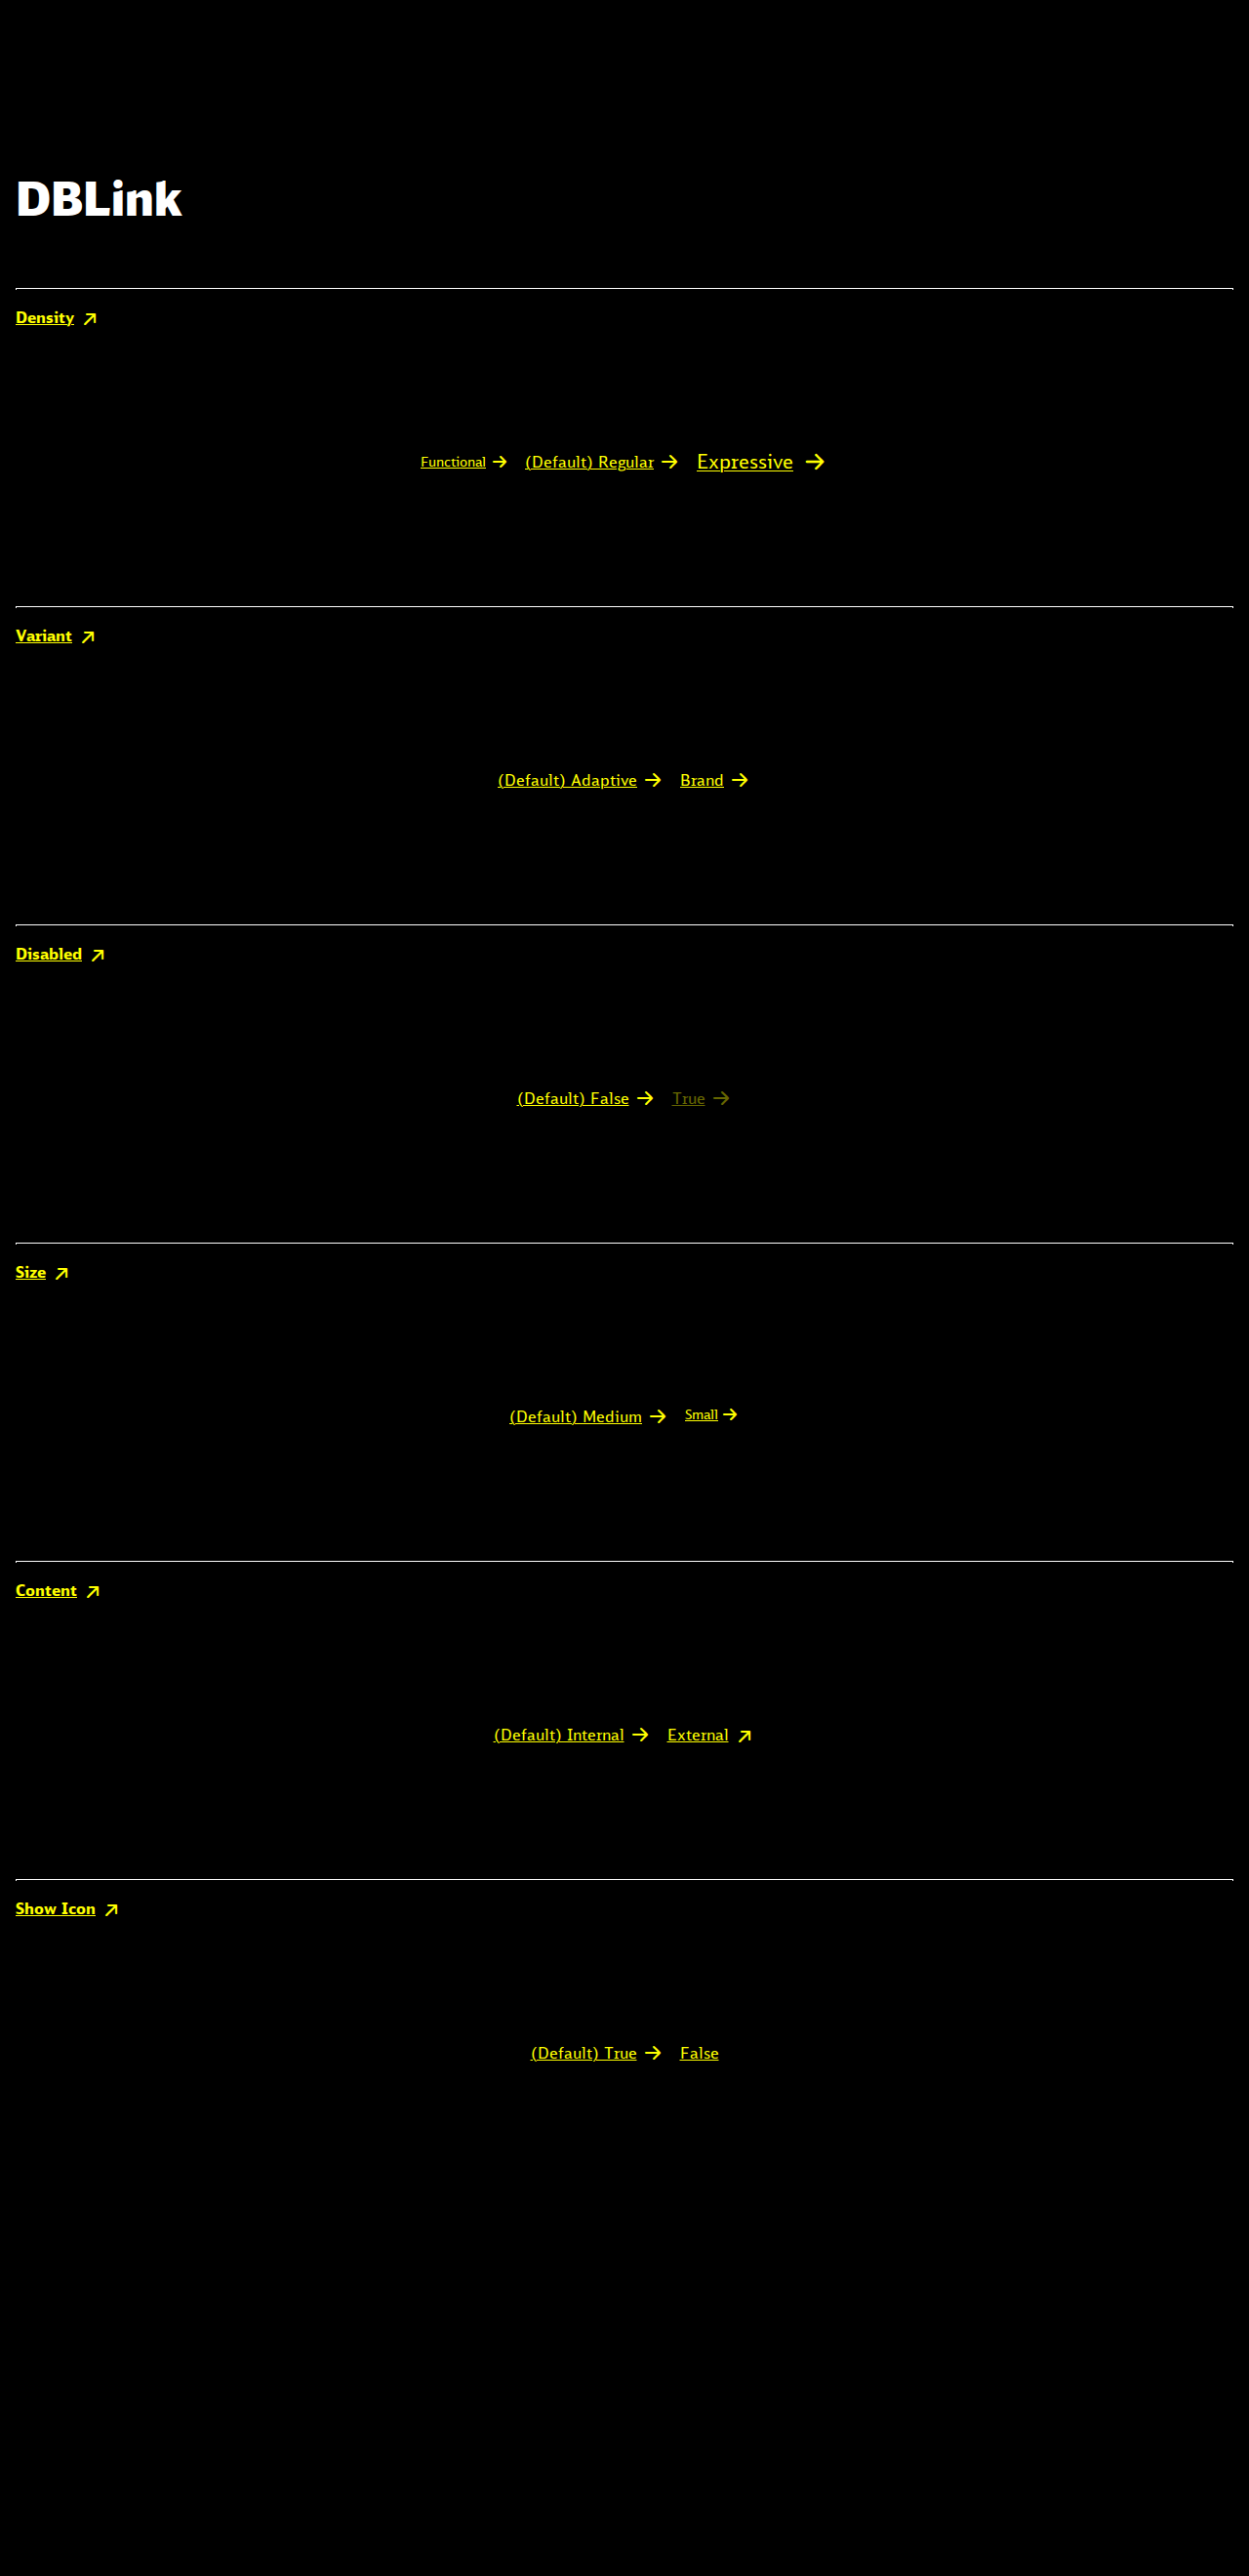 DBLink
Density
Functional (Default) Regular Expressive
Variant
(Default) Adaptive Brand
Disabled
(Default) False True
Size
(Default) Medium Small
Content
(Default) Internal External
Show Icon
(Default) True False